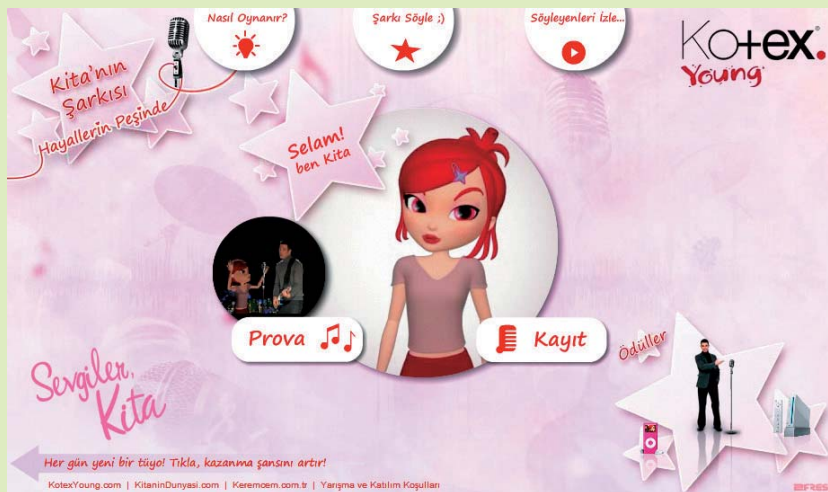 Nasıl Oynanır?
Şarkı Söyle ;)
Söyleyenleri İzle...
Kotex.
Young
Kita'nın
Şarkısı
Hayallerin Peşinde
Selam!
ben Kita
Prova
Kayıt
Ödüller
Sevgiler,
Kita
Her gün yeni bir tüyo! Tıkla, kazanma şansını artır!
KotexYoung.com | KitaninDunyasi.com | Keremcem.com.tr | Yarışma ve Katılım Koşulları